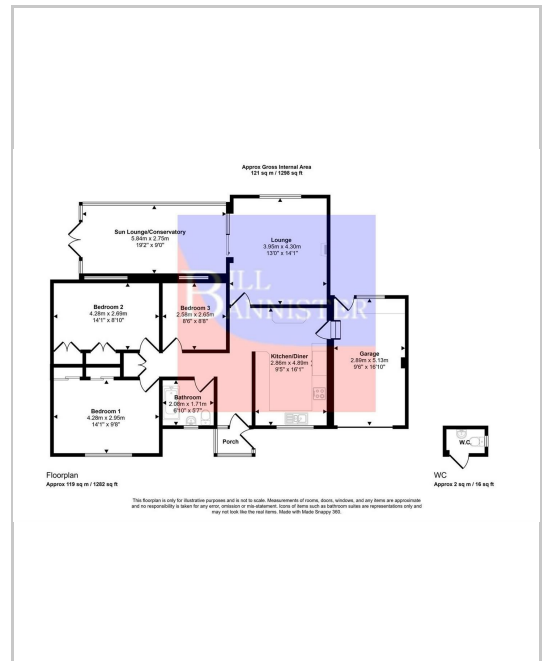 Approx Gross Internal Area
121 sq m / 1298 sq ft
Sun Lounge/Conservatory
5.84m x 2.75m
19'2" x 9'0"
Lounge
3.95m x 4.30m
13'0" x 14'1"
BILL
BANNISTER
Bedroom 2
4.28m x 2.69m
14'1" x 8'10"
Bedroom 3
2.58m x 2.65m
8'6" x 8'8"
Kitchen/Diner
2.86m x 4.89m
9'5" x 16'1"
Garage
2.89m x 5.13m
9'6" x 16'10"
Bedroom 1
4.28m x 2.95m
14'1" x 9'8"
Bathroom
2.08m x 1.71m
6'10" x 5'7"
Porch
W.C.
Floorplan
Approx 119 sq m / 1282 sq ft
WC
Approx 2 sq m / 16 sq ft
This floorplan is only for illustrative purposes and is not to scale. Measurements of rooms, doors, windows, and any items are approximate
and no responsibility is taken for any error, omission or mis-statement. Icons of items such as bathroom suites are representations only and
may not look like the real items. Made with Made Snappy 360.